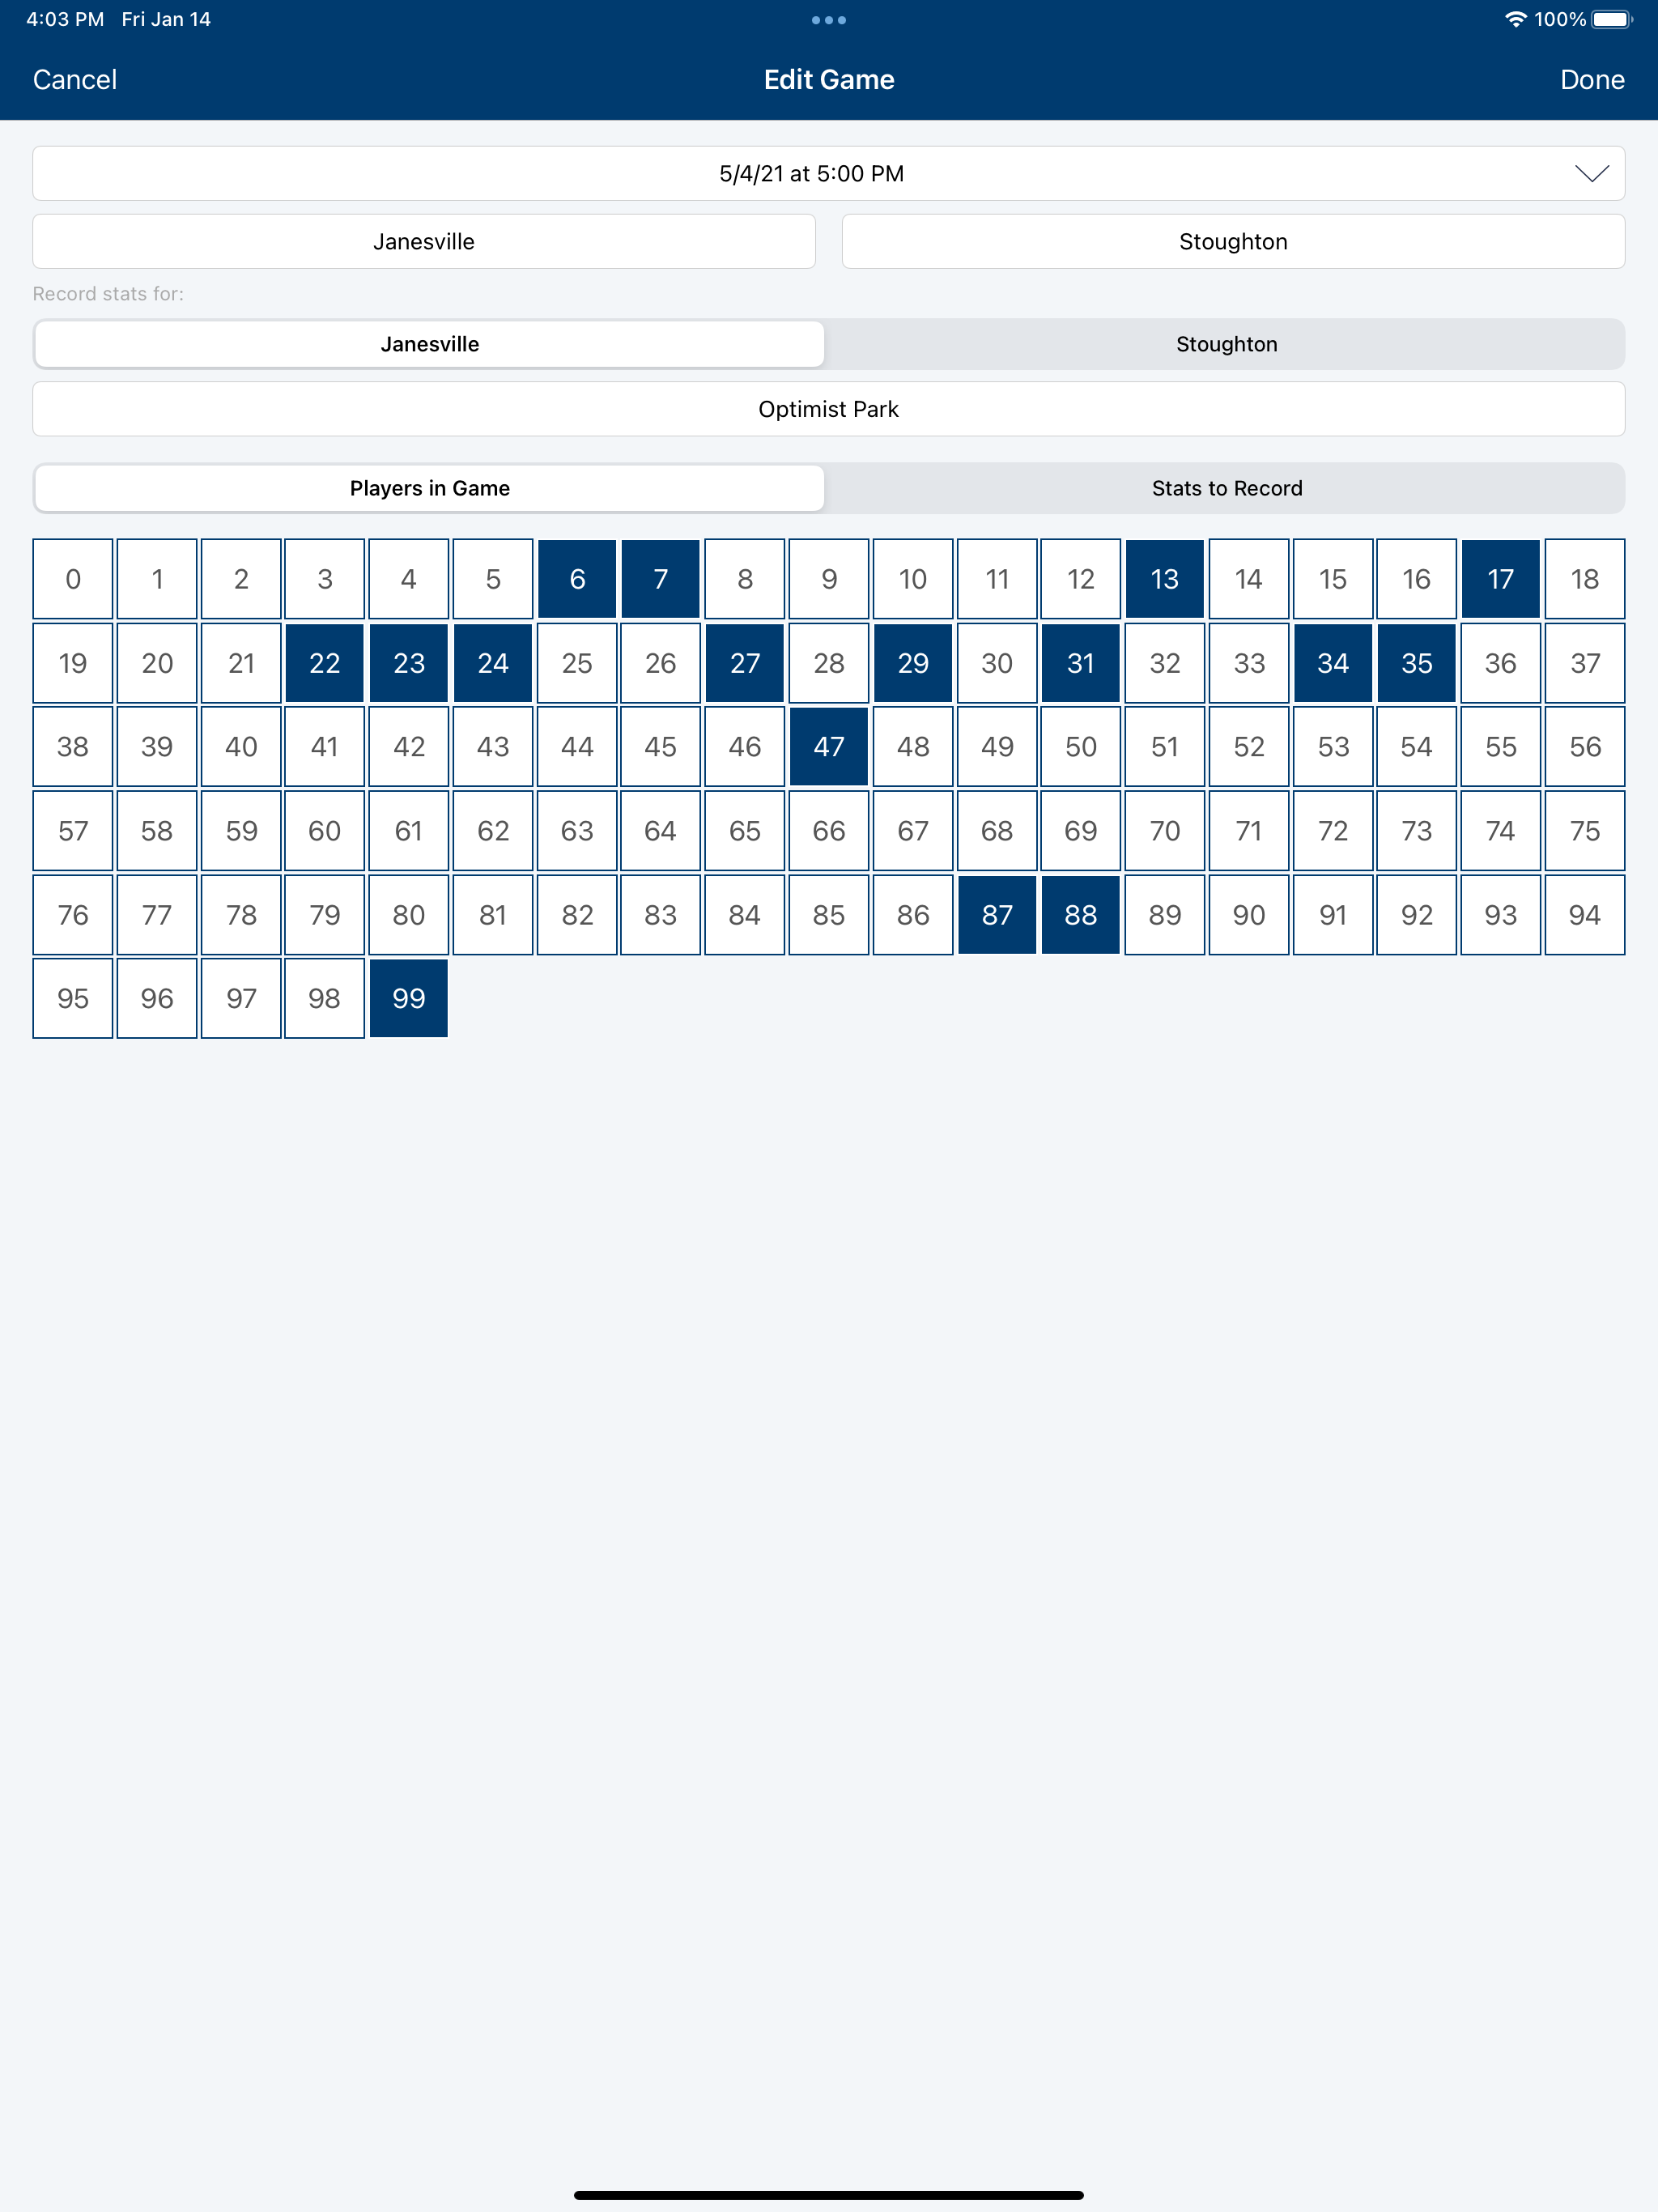 4:03 PM Fri Jan 14 100%
Cancel Edit Game Done
5/4/21 at 5:00 PM
Janesville Stoughton
Record stats for:
Janesville Stoughton
Optimist Park
Players in Game Stats to Record
0 1 2 3 4 5 6 7 8 9 10 11 12 13 14 15 16 17 18
19 20 21 22 23 24 25 26 27 28 29 30 31 32 33 34 35 36 37
38 39 40 41 42 43 44 45 46 47 48 49 50 51 52 53 54 55 56
57 58 59 60 61 62 63 64 65 66 67 68 69 70 71 72 73 74 75
76 77 78 79 80 81 82 83 84 85 86 87 88 89 90 91 92 93 94
95 96 97 98 99